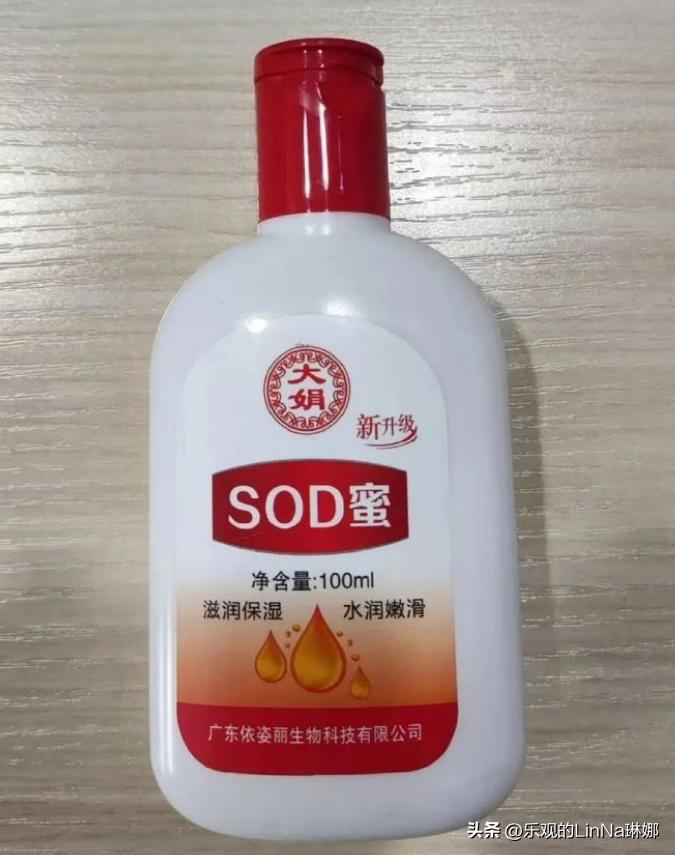 大娟
新升级
SOD蜜
净含量:100ml
滋润保湿 水润嫩滑
广东依姿丽生物科技有限公司
头条 @乐观的LinNa琳娜